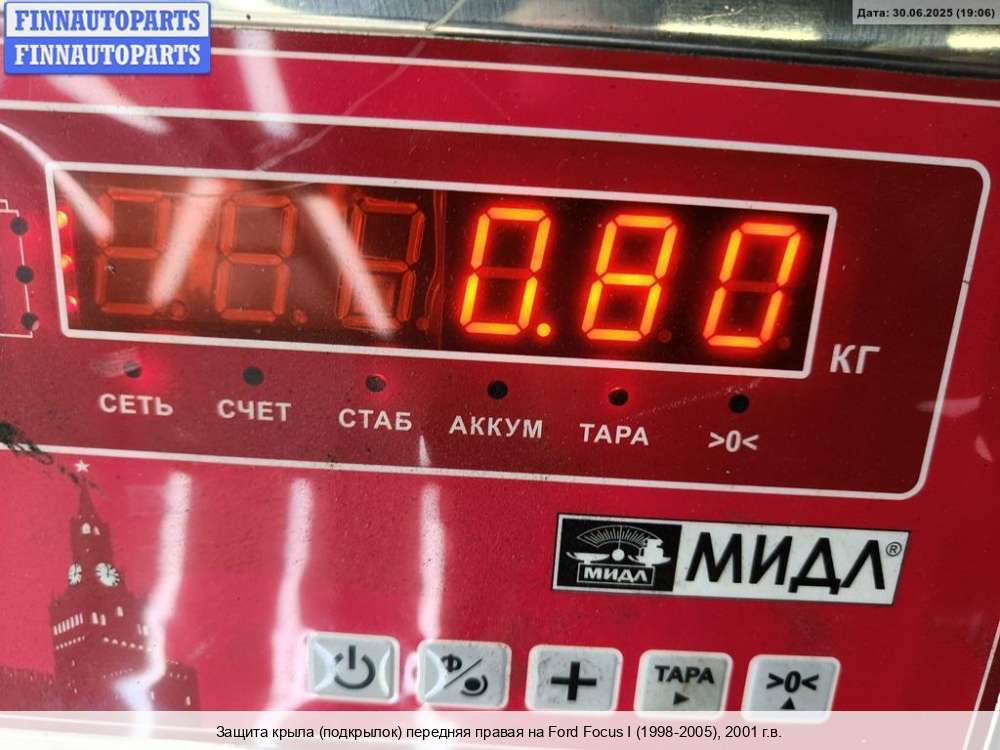 FINNAUTOPARTS
FINNAUTOPARTS
Дата: 30.06.2025 (19:06)
0.80
КГ
СЕТЬ СЧЕТ СТАБ АККУМ ТАРА >0<
МИДЛ МИДЛ®
Ф/ + ТАРА >0<
Защита крыла (подкрылок) передняя правая на Ford Focus I (1998-2005), 2001 г.в.